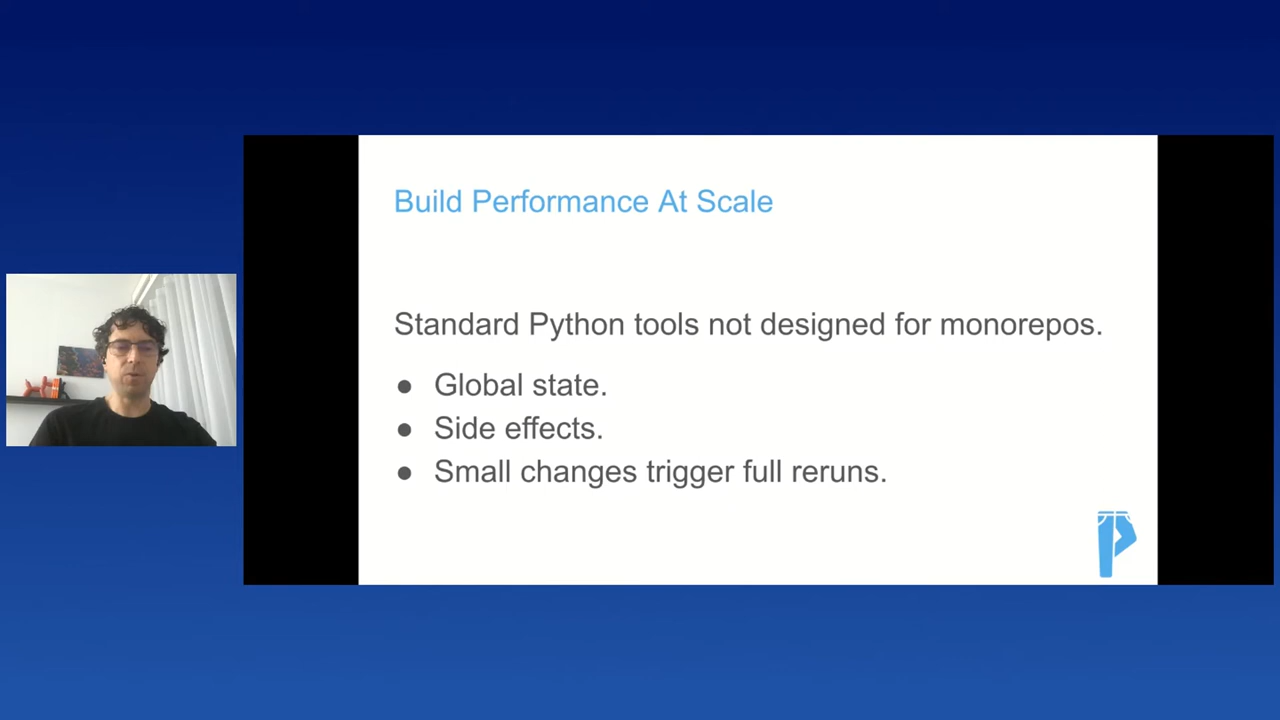 Build Performance At Scale
Standard Python tools not designed for monorepos.
● Global state.
● Side effects.
● Small changes trigger full reruns.